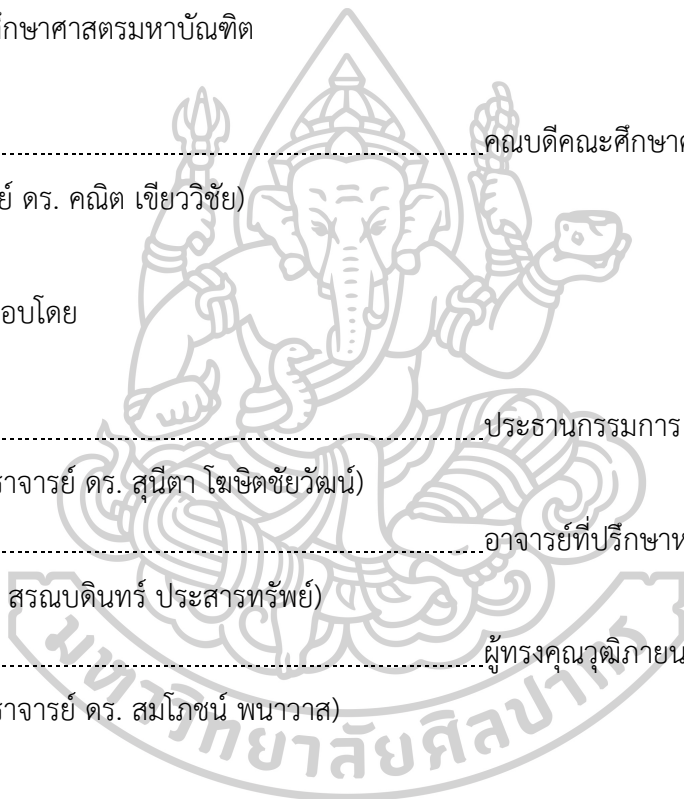 ศึกษาศาสตรมหาบัณฑิต
คณบดีคณะศึกษาศ
ย์ ดร. คณิต เขียววิชัย)
อบโดย
ประธานกรรมการ
ราจารย์ ดร. สุนีตา โฆษิตชัยวัฒน์)
อาจารย์ที่ปรึกษาห
สรณบดินทร์ ประสารทรัพย์)
ผู้ทรงคุณวุฒิภายน
ราจารย์ ดร. สมโภชน์ พนาวาส)
มหาวิทยาลัยศิลปากร